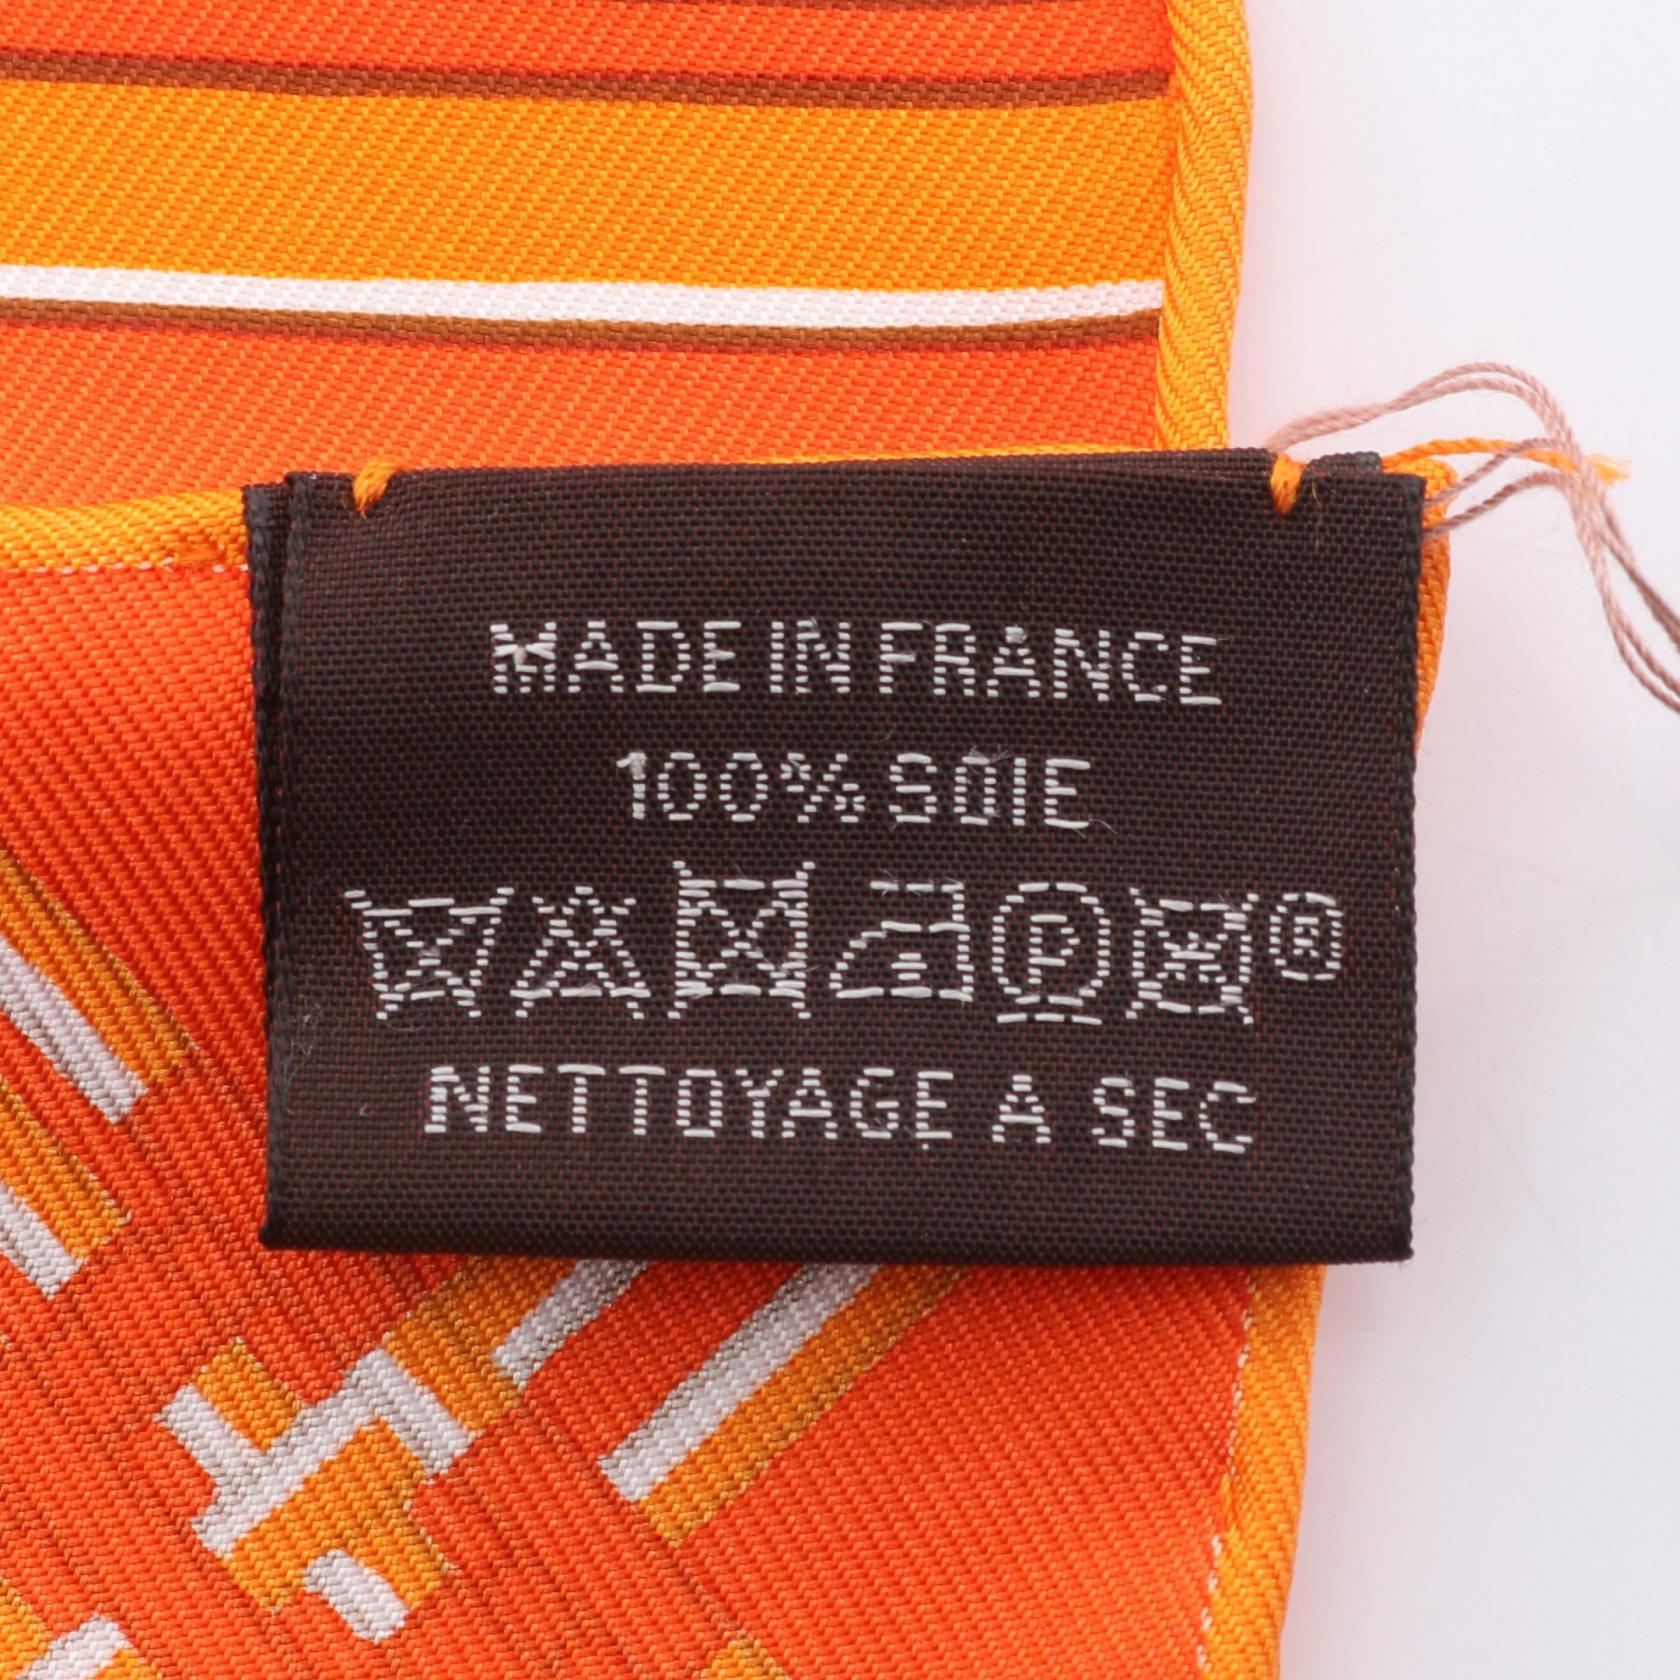 MADE IN FRANCE
100% SOIE
P ®
NETTOYAGE A SEC